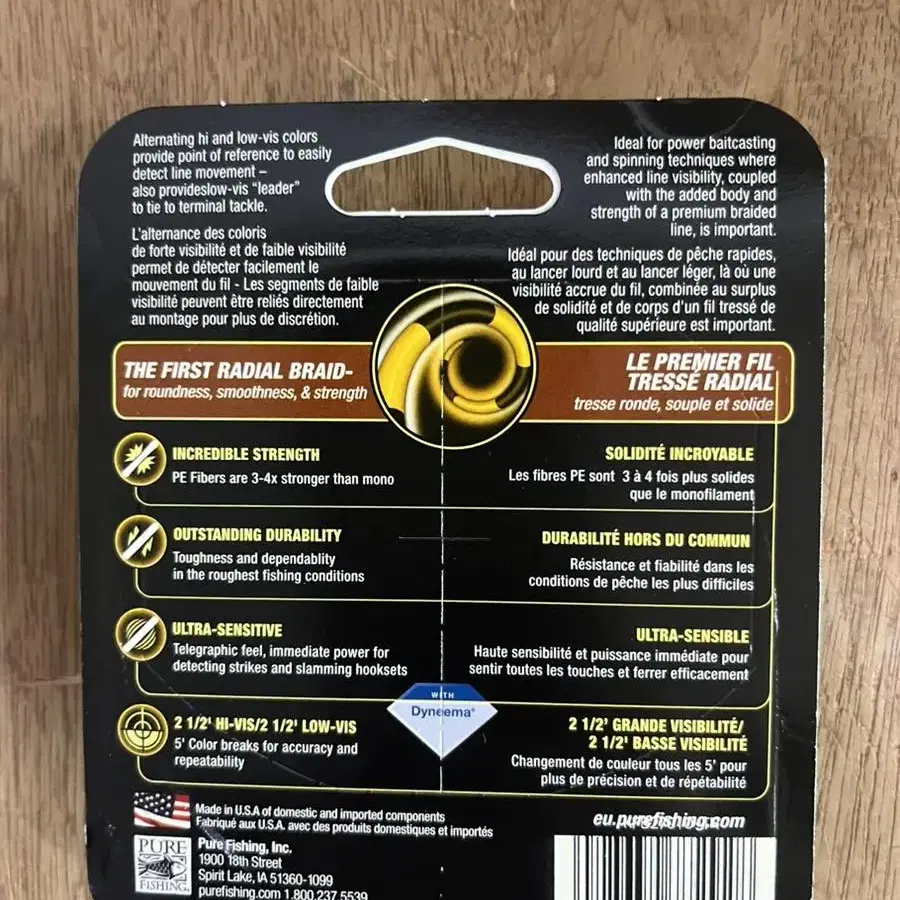 Alternating hi and low-vis colors
provide point of reference to easily
detect line movement –
also provideslow-vis “leader”
to tie to terminal tackle.
L'alternance des coloris
de forte visibilité et de faible visibilité
permet de détecter facilement le
mouvement du fil - Les segments de faible
visibilité peuvent être reliés directement
au montage pour plus de discrétion.
Ideal for power baitcasting
and spinning techniques where
enhanced line visibility, coupled
with the added body and
strength of a premium braided
line, is important.
Idéal pour des techniques de pêche rapides,
au lancer lourd et au lancer léger, là où une
visibilité accrue du fil, combinée au surplus
de solidité et de corps d'un fil tressé de
qualité supérieure est important.
THE FIRST RADIAL BRAID-
for roundness, smoothness, & strength
LE PREMIER FIL
TRESSÉ RADIAL
tresse ronde, souple et solide
INCREDIBLE STRENGTH
PE Fibers are 3-4x stronger than mono
SOLIDITÉ INCROYABLE
Les fibres PE sont 3 à 4 fois plus solides
que le monofilament
OUTSTANDING DURABILITY
Toughness and dependablity
in the roughest fishing conditions
DURABILITÉ HORS DU COMMUN
Résistance et fiabilité dans les
conditions de pêche les plus difficiles
ULTRA-SENSITIVE
Telegraphic feel, immediate power for
detecting strikes and slamming hooksets
ULTRA-SENSIBLE
Haute sensibilité et puissance immédiate pour
sentir toutes les touches et ferrer efficacement
WITH
Dyneema®
2 1/2' HI-VIS/2 1/2' LOW-VIS
5' Color breaks for accuracy and
repeatability
2 1/2' GRANDE VISIBILITÉ/
2 1/2' BASSE VISIBILITÉ
Changement de couleur tous les 5' pour
plus de précision et de répétabilité
Made in U.S.A of domestic and imported components
Fabriqué aux U.S.A. avec des produits domestiques et importés
eu.purefishing.com
PURE
FISHING
Pure Fishing, Inc.
1900 18th Street
Spirit Lake, IA 51360-1099
purefishing.com 1.800.237.5539